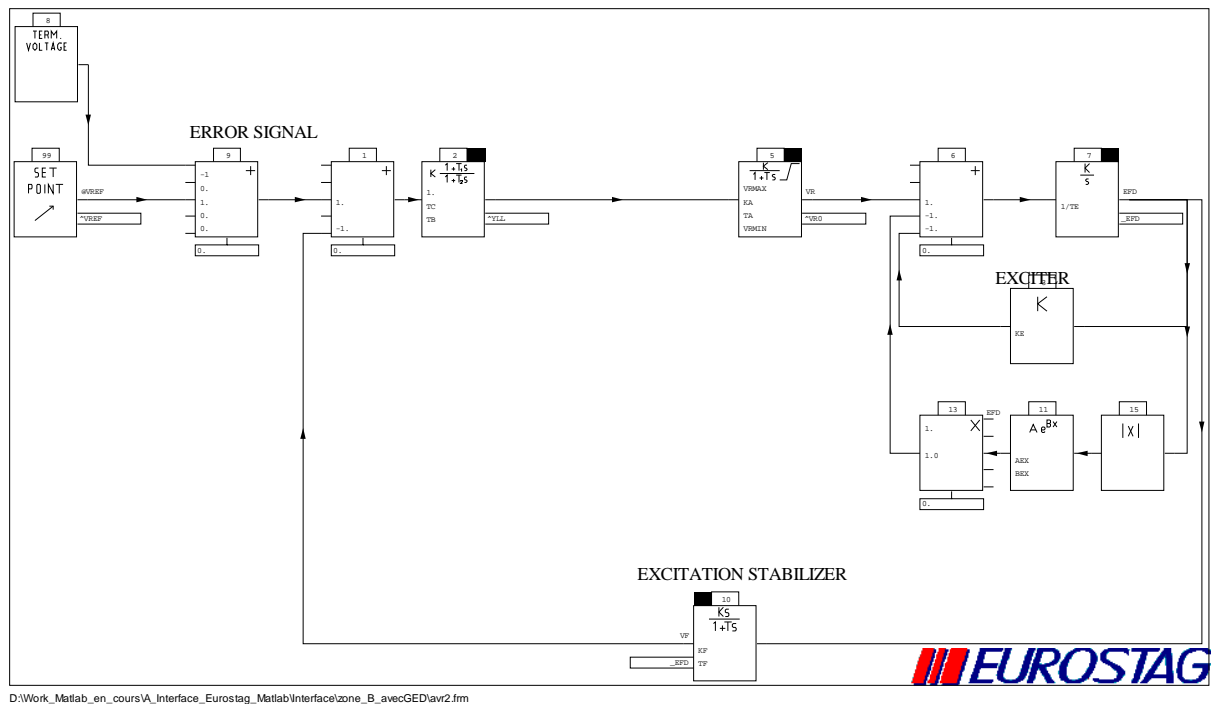 8
TERM.
VOLTAGE
ERROR SIGNAL
99
SET
POINT
@VREF
^VREF
9
+
-1
0.
1.
0.
0.
0.
1
+
1.
-1.
0.
2
K 1+T₁s
1+T₂s
1.
TC
TB
^YLL
5
K
1+Ts
VRMAX
KA
TA
VRMIN
VR
^VR0
6
+
1.
-1.
-1.
0.
7
K
s
1/TE
EFD
_EFD
EXCITER
K
KE
13
X
1.
1.0
0.
EFD
11
A eBx
AEX
BEX
15
|X|
EXCITATION STABILIZER
10
Ks
1+Ts
VF
KF
_EFD
TF
EUROSTAG
D:\Work_Matlab_en_cours\A_Interface_Eurostag_Matlab\Interface\zone_B_avecGED\avr2.frm